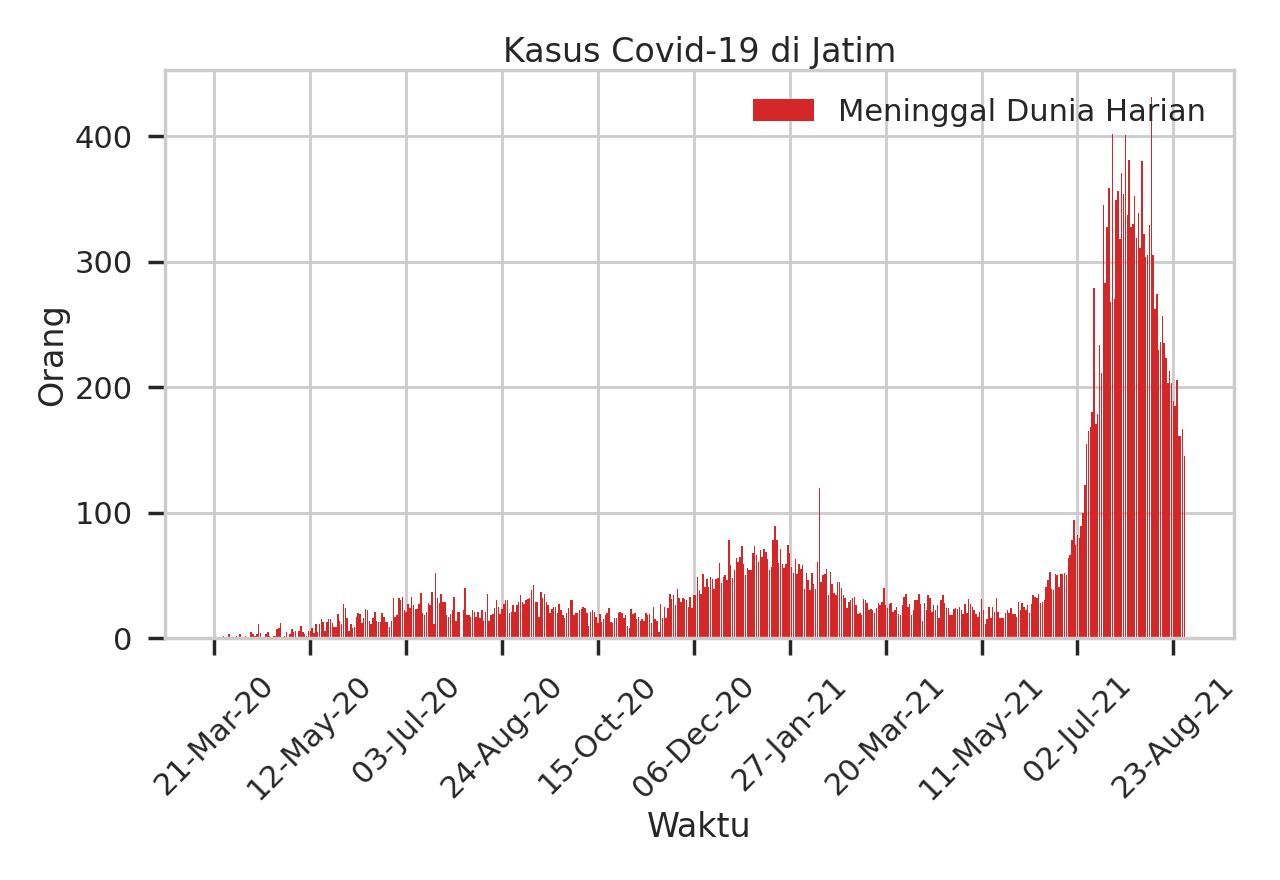 Kasus Covid-19 di Jatim
Meninggal Dunia Harian
Orang
400
300
200
100
0
21-Mar-20
12-May-20
03-Jul-20
24-Aug-20
15-Oct-20
06-Dec-20
27-Jan-21
20-Mar-21
11-May-21
02-Jul-21
23-Aug-21
Waktu